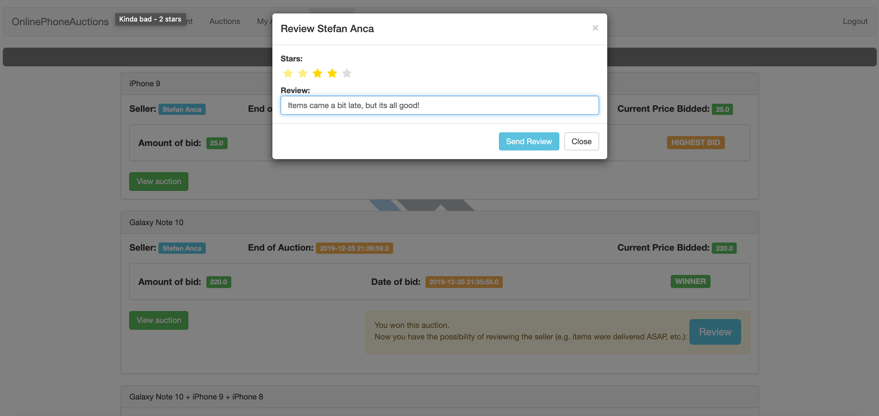 OnlinePhoneAuctions
Kinda bad - 2 stars
nt
Auctions
My A
Logout
Review Stefan Anca
×
Stars:
Review:
Items came a bit late, but its all good!
Send Review
Close
iPhone 9
Seller: Stefan Anca
End o
Current Price Bidded: 25.0
Amount of bid: 25.0
HIGHEST BID
View auction
Galaxy Note 10
Seller: Stefan Anca
End of Auction: 2019-12-25 21:36:59.0
Current Price Bidded: 220.0
Amount of bid: 220.0
Date of bid: 2019-12-25 21:35:55.0
WINNER
View auction
You won this auction.
Now you have the possibility of reviewing the seller (e.g. items were delivered ASAP, etc.):
Review
Galaxy Note 10 + iPhone 9 + iPhone 8